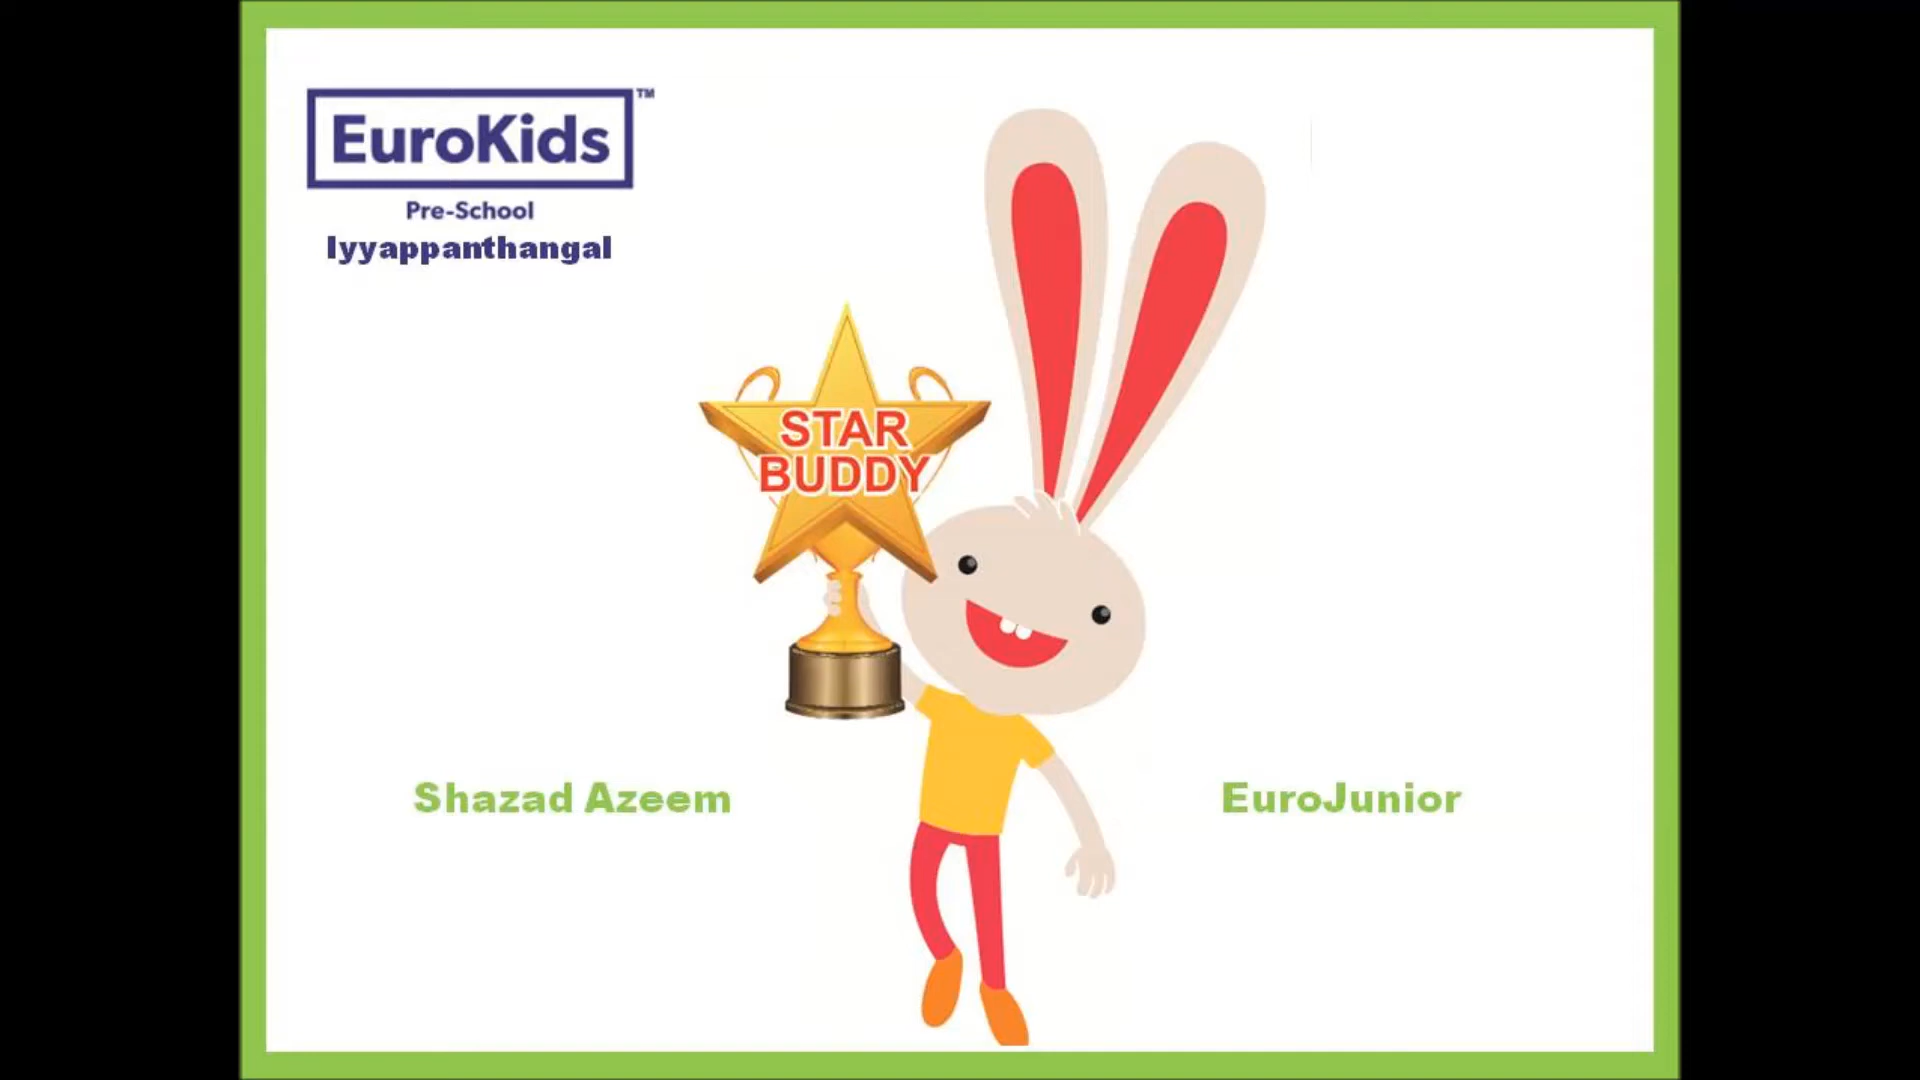 EuroKids™
Pre-School
Iyyappanthangal
STAR
BUDDY
Shazad Azeem
EuroJunior